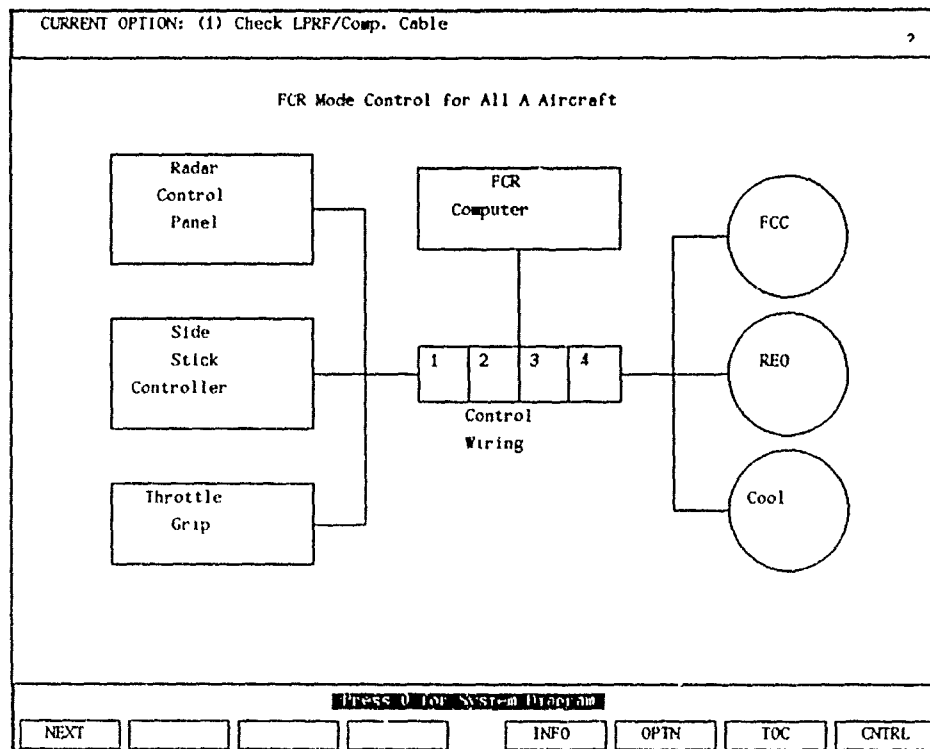 CURRENT OPTION: (1) Check LPRF/Comp. Cable
?
FCR Mode Control for All A Aircraft
Radar
Control
Panel
FCR
Computer
FCC
Side
Stick
Controller
1 2 3 4
REO
Control
Wiring
Throttle
Grip
Cool
Press 0 for System Diagram
NEXT INFO OPTN TOC CNTRL